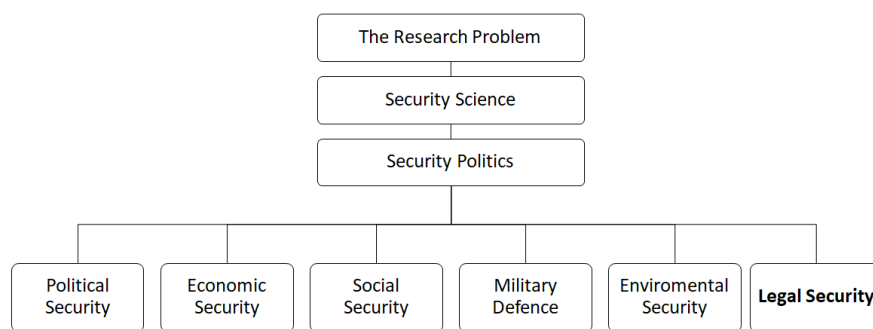 The Research Problem
Security Science
Security Politics
Political
Security
Economic
Security
Social
Security
Military
Defence
Enviromental
Security
Legal Security